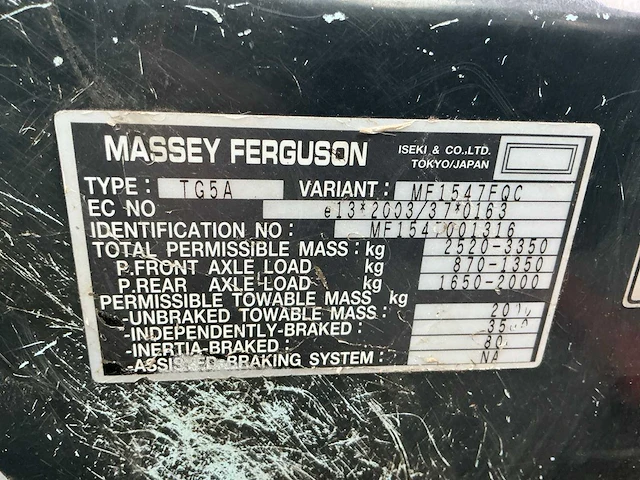 MASSEY FERGUSON ISEKI & CO.,LTD.
TOKYO/JAPAN
TYPE : TG5A VARIANT: MF1547FQC
EC NO e13*2003/37*0163
IDENTIFICATION NO : MF1547001316
TOTAL PERMISSIBLE MASS : kg 2520-3350
P.FRONT AXLE LOAD kg 870-1350
P.REAR AXLE LOAD kg 1650-2000
PERMISSIBLE TOWABLE MASS kg
-UNBRAKED TOWABLE MASS :
-INDEPENDENTLY-BRAKED:
-INERTIA-BRAKED:
-ASSISTED BRAKING SYSTEM : NA